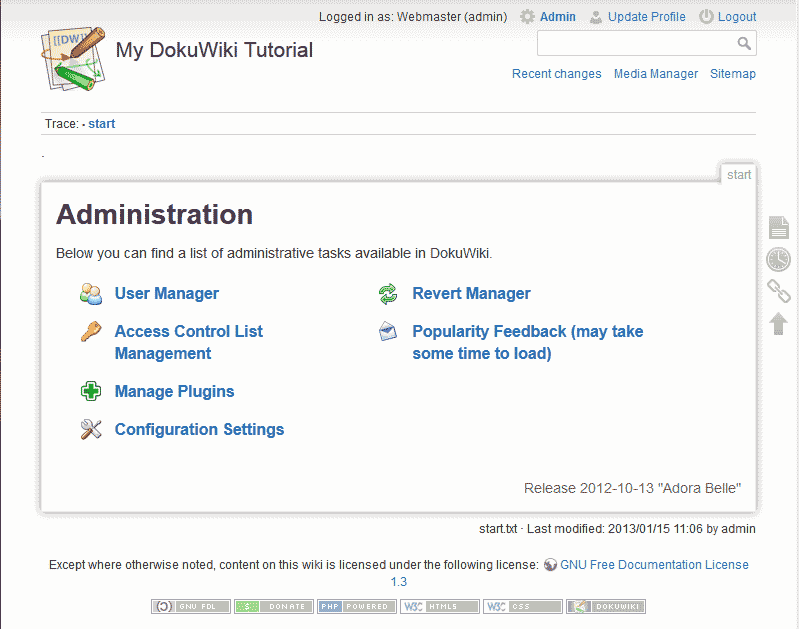 Logged in as: Webmaster (admin) Admin Update Profile Logout
[[DW]]
My DokuWiki Tutorial
Recent changes Media Manager Sitemap
Trace: • start
.
start
Administration
Below you can find a list of administrative tasks available in DokuWiki.
User Manager
Access Control List
Management
Manage Plugins
Configuration Settings
Revert Manager
Popularity Feedback (may take
some time to load)
Release 2012-10-13 "Adora Belle"
start.txt · Last modified: 2013/01/15 11:06 by admin
Except where otherwise noted, content on this wiki is licensed under the following license: GNU Free Documentation License
1.3
GNU FDL $ DONATE PHP POWERED W3C HTML5 W3C CSS DOKUWIKI